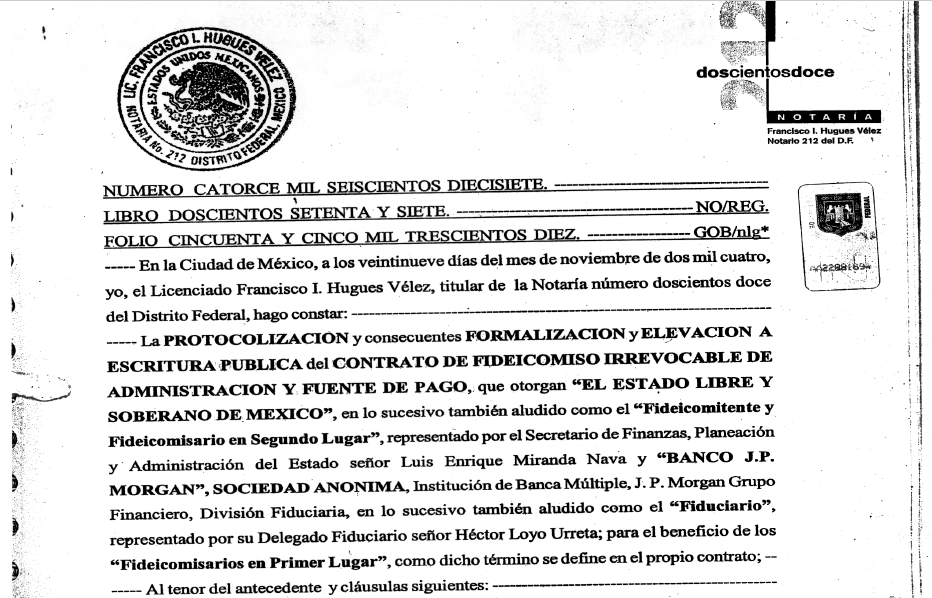 LIC. FRANCISCO I. HUGUES VELEZ
ESTADOS UNIDOS MEXICANOS
NOTARIA No. 212 DISTRITO FEDERAL, MEXICO
212
doscientosdoce
NOTARÍA
Francisco I. Hugues Vélez
Notario 212 del D.F.
NUMERO CATORCE MIL SEISCIENTOS DIECISIETE. ------------------------------
LIBRO DOSCIENTOS SETENTA Y SIETE. --------------------------------- NO/REG.
FOLIO CINCUENTA Y CINCO MIL TRESCIENTOS DIEZ. --------------- GOB/nlg*
----- En la Ciudad de México, a los veintinueve días del mes de noviembre de dos mil cuatro,
yo, el Licenciado Francisco I. Hugues Vélez, titular de la Notaría número doscientos doce
del Distrito Federal, hago constar: ------------------------------------------------------------
----- La PROTOCOLIZACION y consecuentes FORMALIZACION y ELEVACION A
ESCRITURA PUBLICA del CONTRATO DE FIDEICOMISO IRREVOCABLE DE
ADMINISTRACION Y FUENTE DE PAGO, que otorgan “EL ESTADO LIBRE Y
SOBERANO DE MEXICO”, en lo sucesivo también aludido como el “Fideicomitente y
Fideicomisario en Segundo Lugar”, representado por el Secretario de Finanzas, Planeación
y Administración del Estado señor Luis Enrique Miranda Nava y “BANCO J.P.
MORGAN”, SOCIEDAD ANONIMA, Institución de Banca Múltiple, J. P. Morgan Grupo
Financiero, División Fiduciaria, en lo sucesivo también aludido como el “Fiduciario”,
representado por su Delegado Fiduciario señor Héctor Loyo Urreta; para el beneficio de los
“Fideicomisarios en Primer Lugar”, como dicho término se define en el propio contrato; --
----- Al tenor del antecedente y cláusulas siguientes: ----------------------------------------
FEDERAL